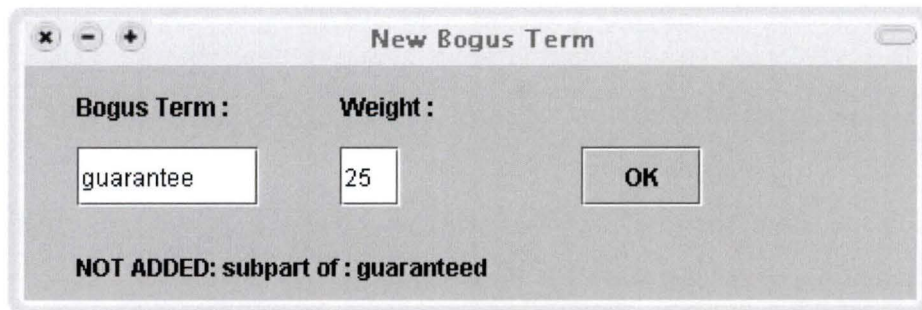 New Bogus Term
Bogus Term : Weight :
guarantee 25 OK
NOT ADDED: subpart of : guaranteed